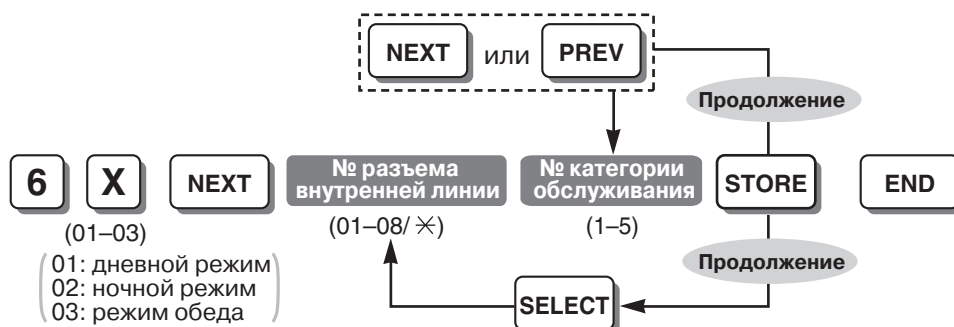 NEXT или PREV
Продолжение
6 X NEXT № разъема внутренней линии № категории обслуживания STORE END
(01–03) (01–08/ ✳) (1–5)
Продолжение
01: дневной режим
02: ночной режим
03: режим обеда
SELECT